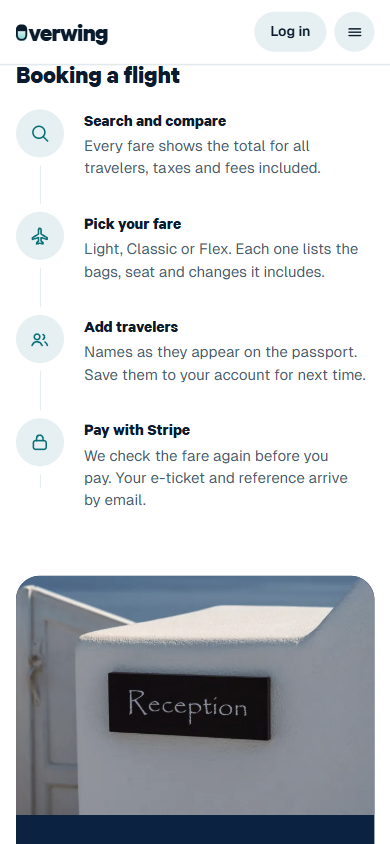 Overwing
Log in
Booking a flight
Search and compare
Every fare shows the total for all
travelers, taxes and fees included.
Pick your fare
Light, Classic or Flex. Each one lists the
bags, seat and changes it includes.
Add travelers
Names as they appear on the passport.
Save them to your account for next time.
Pay with Stripe
We check the fare again before you
pay. Your e-ticket and reference arrive
by email.
Reception